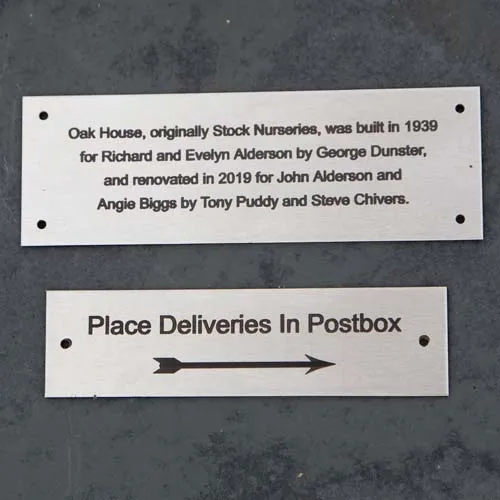 Oak House, originally Stock Nurseries, was built in 1939
for Richard and Evelyn Alderson by George Dunster,
and renovated in 2019 for John Alderson and
Angie Biggs by Tony Puddy and Steve Chivers.
Place Deliveries In Postbox